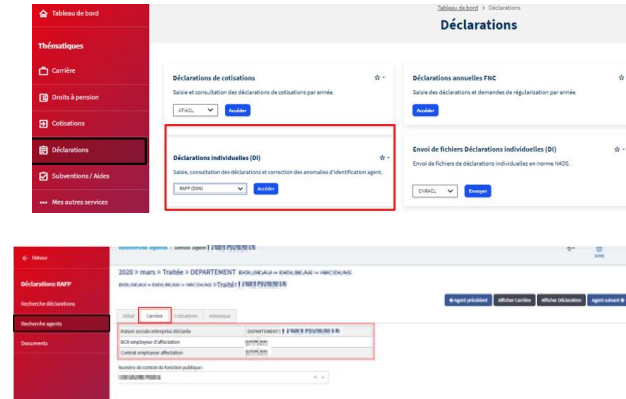 Tableau de bord
Thématiques
Carrière
Droits à pension
Cotisations
Déclarations
Subventions / Aides
Mes autres services
Tableau de bord > Déclarations
Déclarations
Déclarations de cotisations
Saisie et consultation des déclarations de cotisations par année.
ATIACL
Accéder
Déclarations annuelles FNC
Saisie des déclarations et demandes de régularisation par année.
Accéder
Déclarations individuelles (DI)
Saisie, consultation des déclarations et correction des anomalies d'identification agent.
RAFP (DSN)
Accéder
Envoi de fichiers Déclarations individuelles (DI)
Envoi de fichiers de déclarations individuelles en norme N4DS.
CNRACL
Envoyer
Retour
Déclarations RAFP
Recherche déclarations
Recherche agents
Documents
2020 > mars > Traitée > DEPARTEMENT
Traité
Agent précédent
Afficher Carrière
Afficher Déclaration
Agent suivant
Détail
Carrière
Cotisations
Historique
Raison sociale entreprise déclarée
DEPARTEMENT
BCR employeur d'affectation
Contrat employeur affectation
Numéro de contrat de fonction publique :